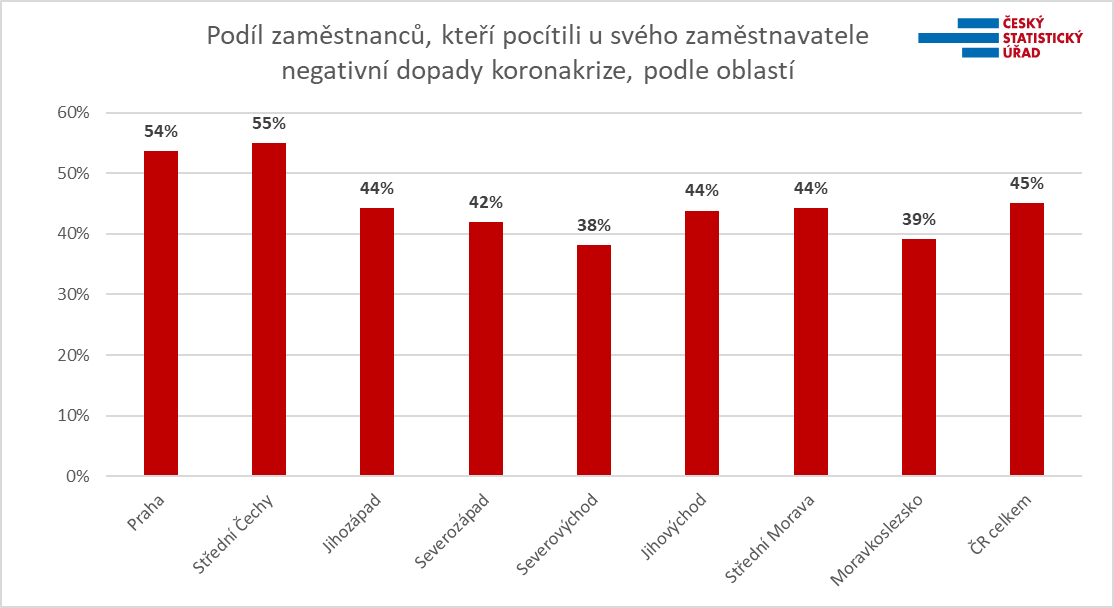 Podíl zaměstnanců, kteří pocítili u svého zaměstnavatele
negativní dopady koronakrize, podle oblastí
ČESKÝ
STATISTICKÝ
ÚŘAD
60%
50%
40%
30%
20%
10%
0%
54%
55%
44%
42%
38%
44%
44%
39%
45%
Praha
Střední Čechy
Jihozápad
Severozápad
Severovýchod
Jihovýchod
Střední Morava
Moravkoslezsko
ČR celkem